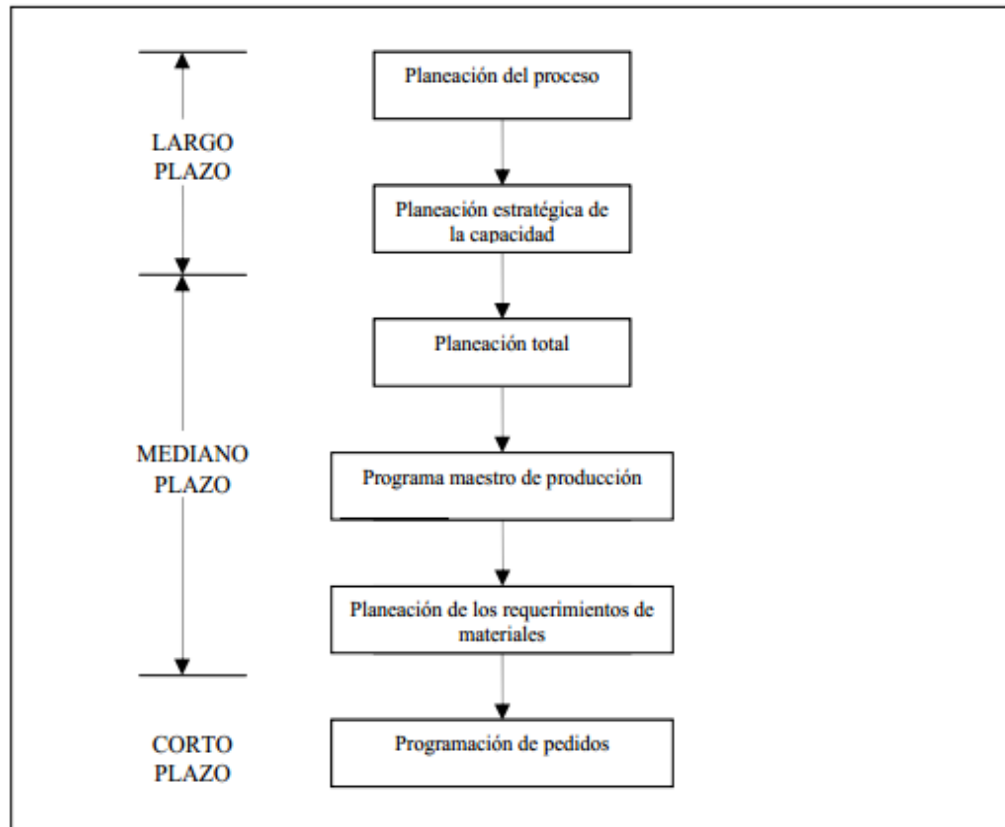 Planeación del proceso
LARGO
PLAZO
Planeación estratégica de
la capacidad
Planeación total
MEDIANO
PLAZO
Programa maestro de producción
Planeación de los requerimientos de
materiales
CORTO
PLAZO
Programación de pedidos